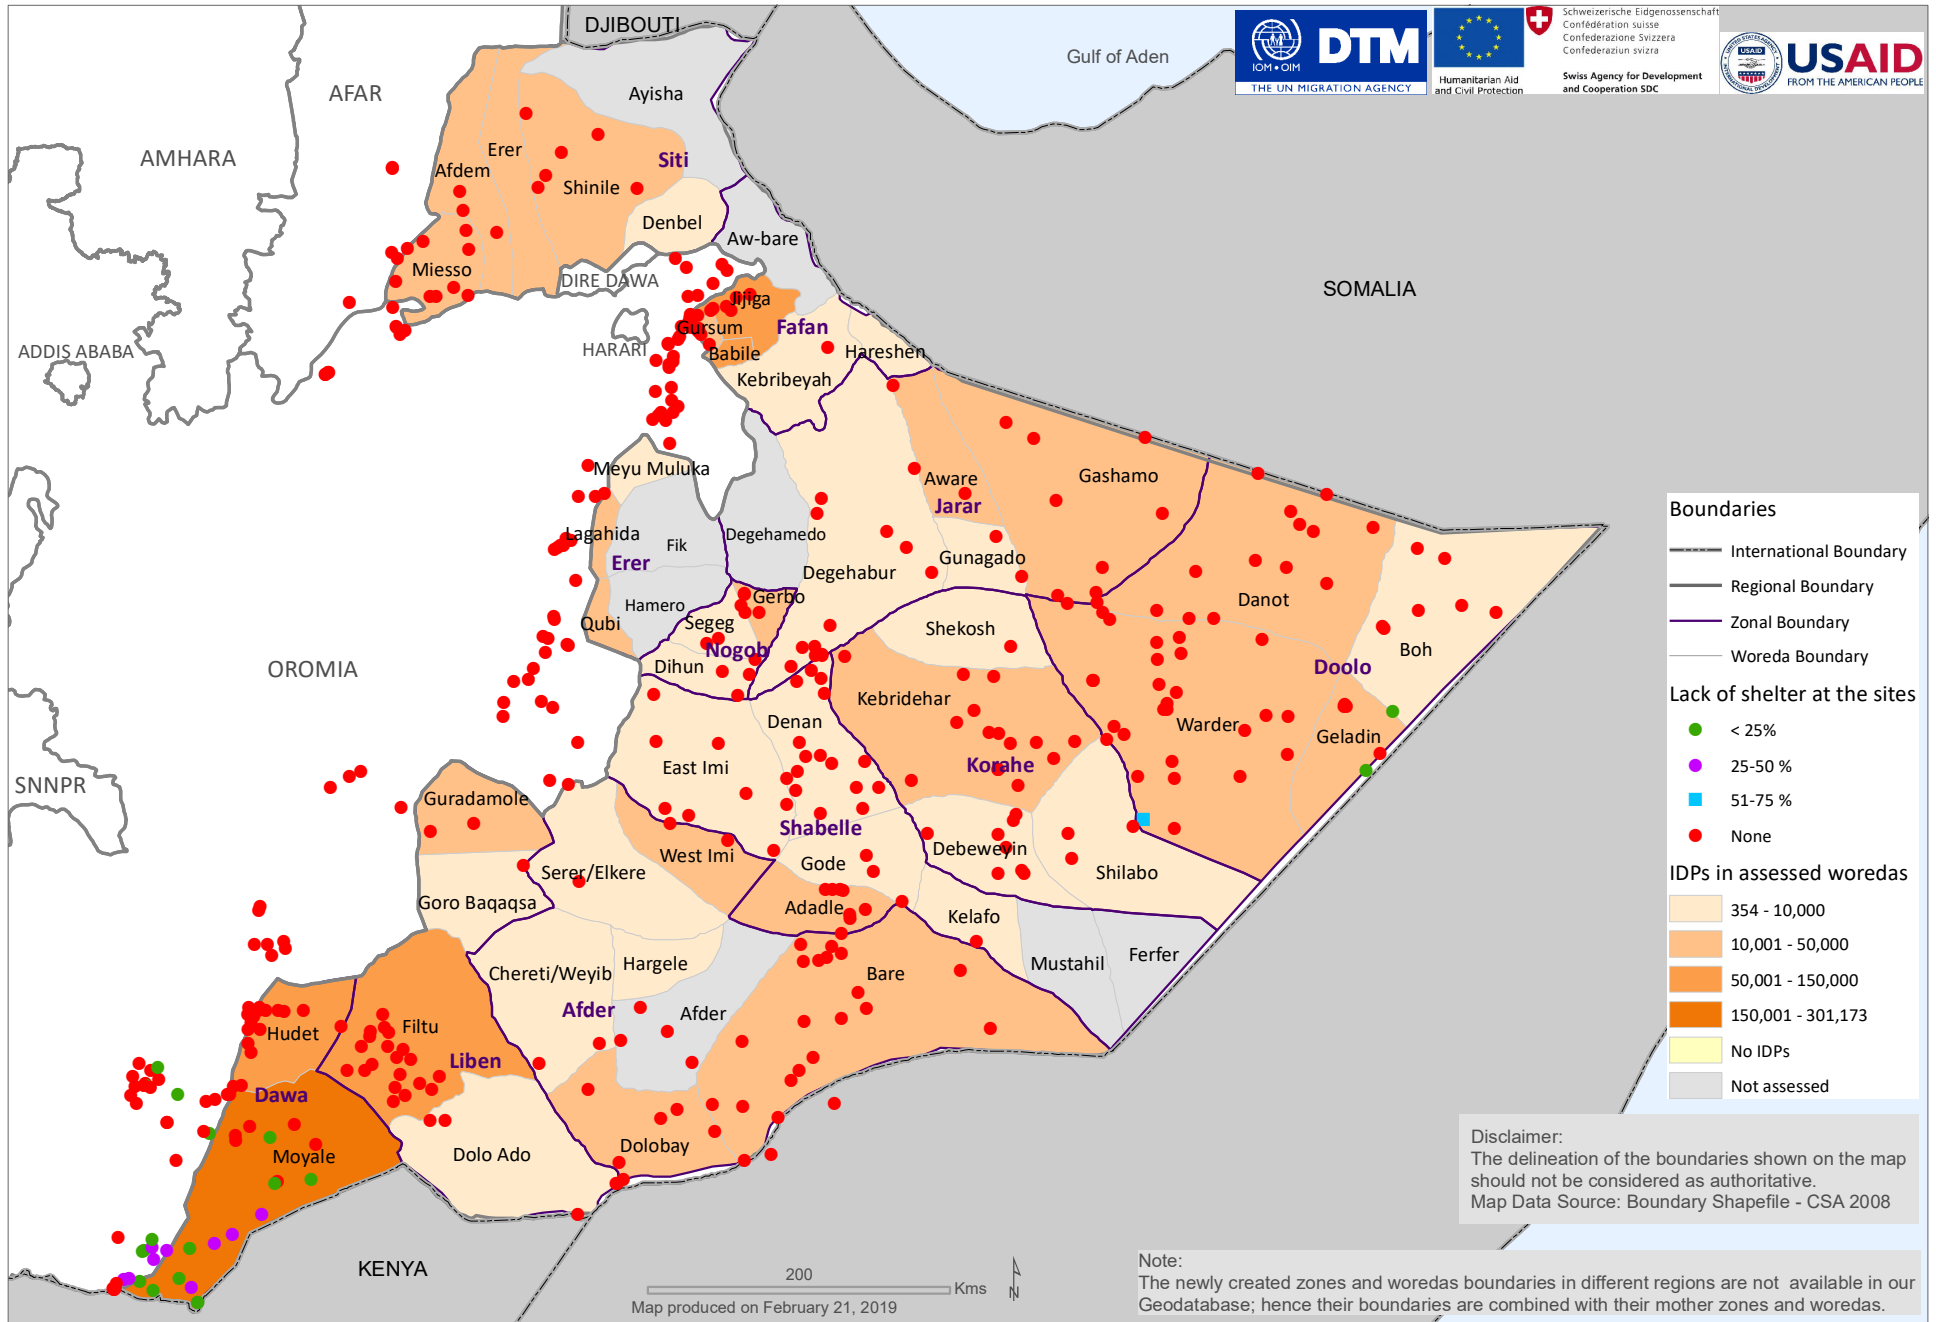 DJIBOUTI
Gulf of Aden
IOM • OIM
DTM
THE UN MIGRATION AGENCY
Humanitarian Aid
and Civil Protection
Schweizerische Eidgenossenschaft
Confédération suisse
Confederazione Svizzera
Confederaziun svizra
Swiss Agency for Development
and Cooperation SDC
USAID
USAID
FROM THE AMERICAN PEOPLE
AFAR
AMHARA
Ayisha
Erer
Siti
Afdem
Shinile
Denbel
Aw-bare
Miesso
DIRE DAWA
SOMALIA
Jijiga
Gursum
Fafan
HARARI
ADDIS ABABA
Babile
Hareshen
Kebribeyah
Meyu Muluka
Aware
Gashamo
Jarar
Lagahida
Fik
Degehamedo
Erer
Gunagado
Degehabur
Hamero
Gerbo
Danot
Qubi
Segeg
Shekosh
Nogob
Dihun
Boh
Doolo
OROMIA
Kebridehar
Denan
Warder
Geladin
East Imi
Korahe
SNNPR
Guradamole
Shabelle
Debeweyin
West Imi
Gode
Serer/Elkere
Shilabo
Goro Baqaqsa
Adadle
Kelafo
Ferfer
Mustahil
Chereti/Weyib
Hargele
Bare
Afder
Afder
Hudet
Filtu
Liben
Dawa
Moyale
Dolo Ado
Dolobay
KENYA
Boundaries
International Boundary
Regional Boundary
Zonal Boundary
Woreda Boundary
Lack of shelter at the sites
< 25%
25-50 %
51-75 %
None
IDPs in assessed woredas
354 - 10,000
10,001 - 50,000
50,001 - 150,000
150,001 - 301,173
No IDPs
Not assessed
Disclaimer:
The delineation of the boundaries shown on the map
should not be considered as authoritative.
Map Data Source: Boundary Shapefile - CSA 2008
200
Kms
N
Map produced on February 21, 2019
Note:
The newly created zones and woredas boundaries in different regions are not available in our
Geodatabase; hence their boundaries are combined with their mother zones and woredas.